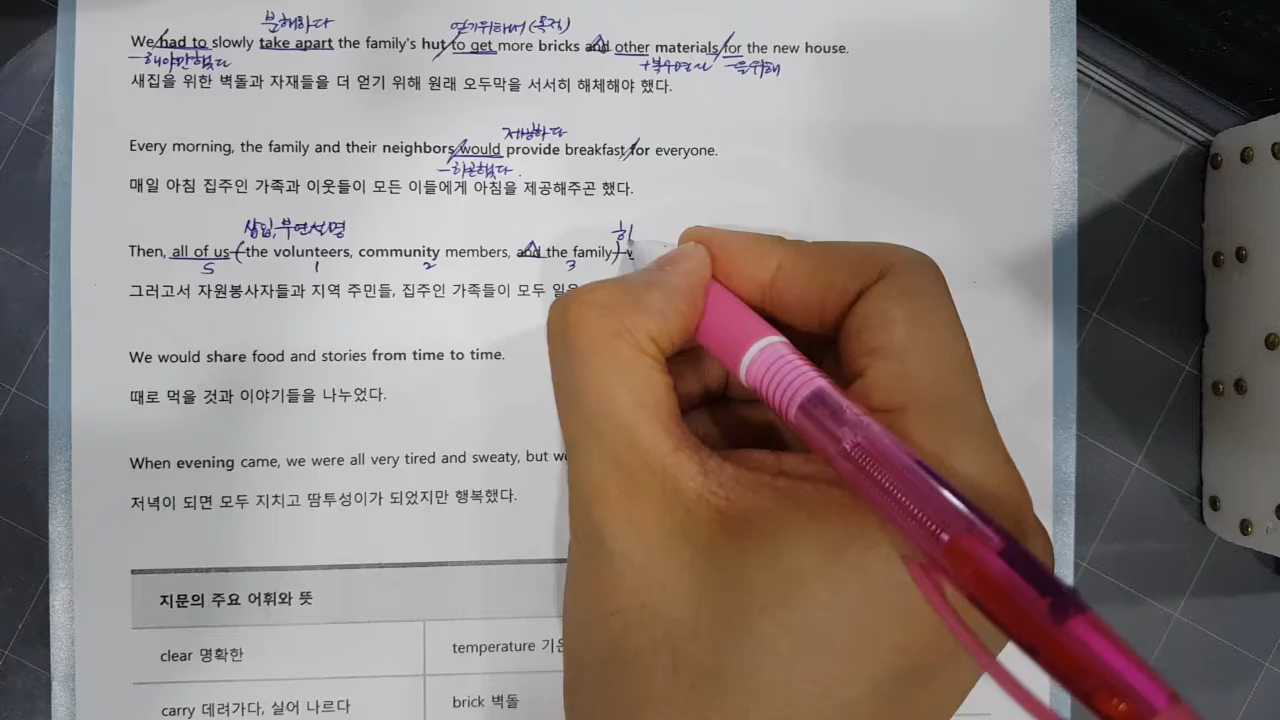 분해하다 얻기위해서(목적)
We had to slowly take apart the family's hut to get more bricks and other materials for the new house.
-해야만했다 +복수명사 -을위해
새집을 위한 벽돌과 자재들을 더 얻기 위해 원래 오두막을 서서히 해체해야 했다.
제공하다
Every morning, the family and their neighbors would provide breakfast for everyone.
-하곤했다.
매일 아침 집주인 가족과 이웃들이 모든 이들에게 아침을 제공해주곤 했다.
삽입,부연설명 하
Then, all of us (the volunteers, community members, and the family)
S 1 2 3
그러고서 자원봉사자들과 지역 주민들, 집주인 가족들이 모두 일을
We would share food and stories from time to time.
때로 먹을 것과 이야기들을 나누었다.
When evening came, we were all very tired and sweaty, but
저녁이 되면 모두 지치고 땀투성이가 되었지만 행복했다.
지문의 주요 어휘와 뜻
clear 명확한 temperature 기온
carry 데려가다, 실어 나르다 brick 벽돌